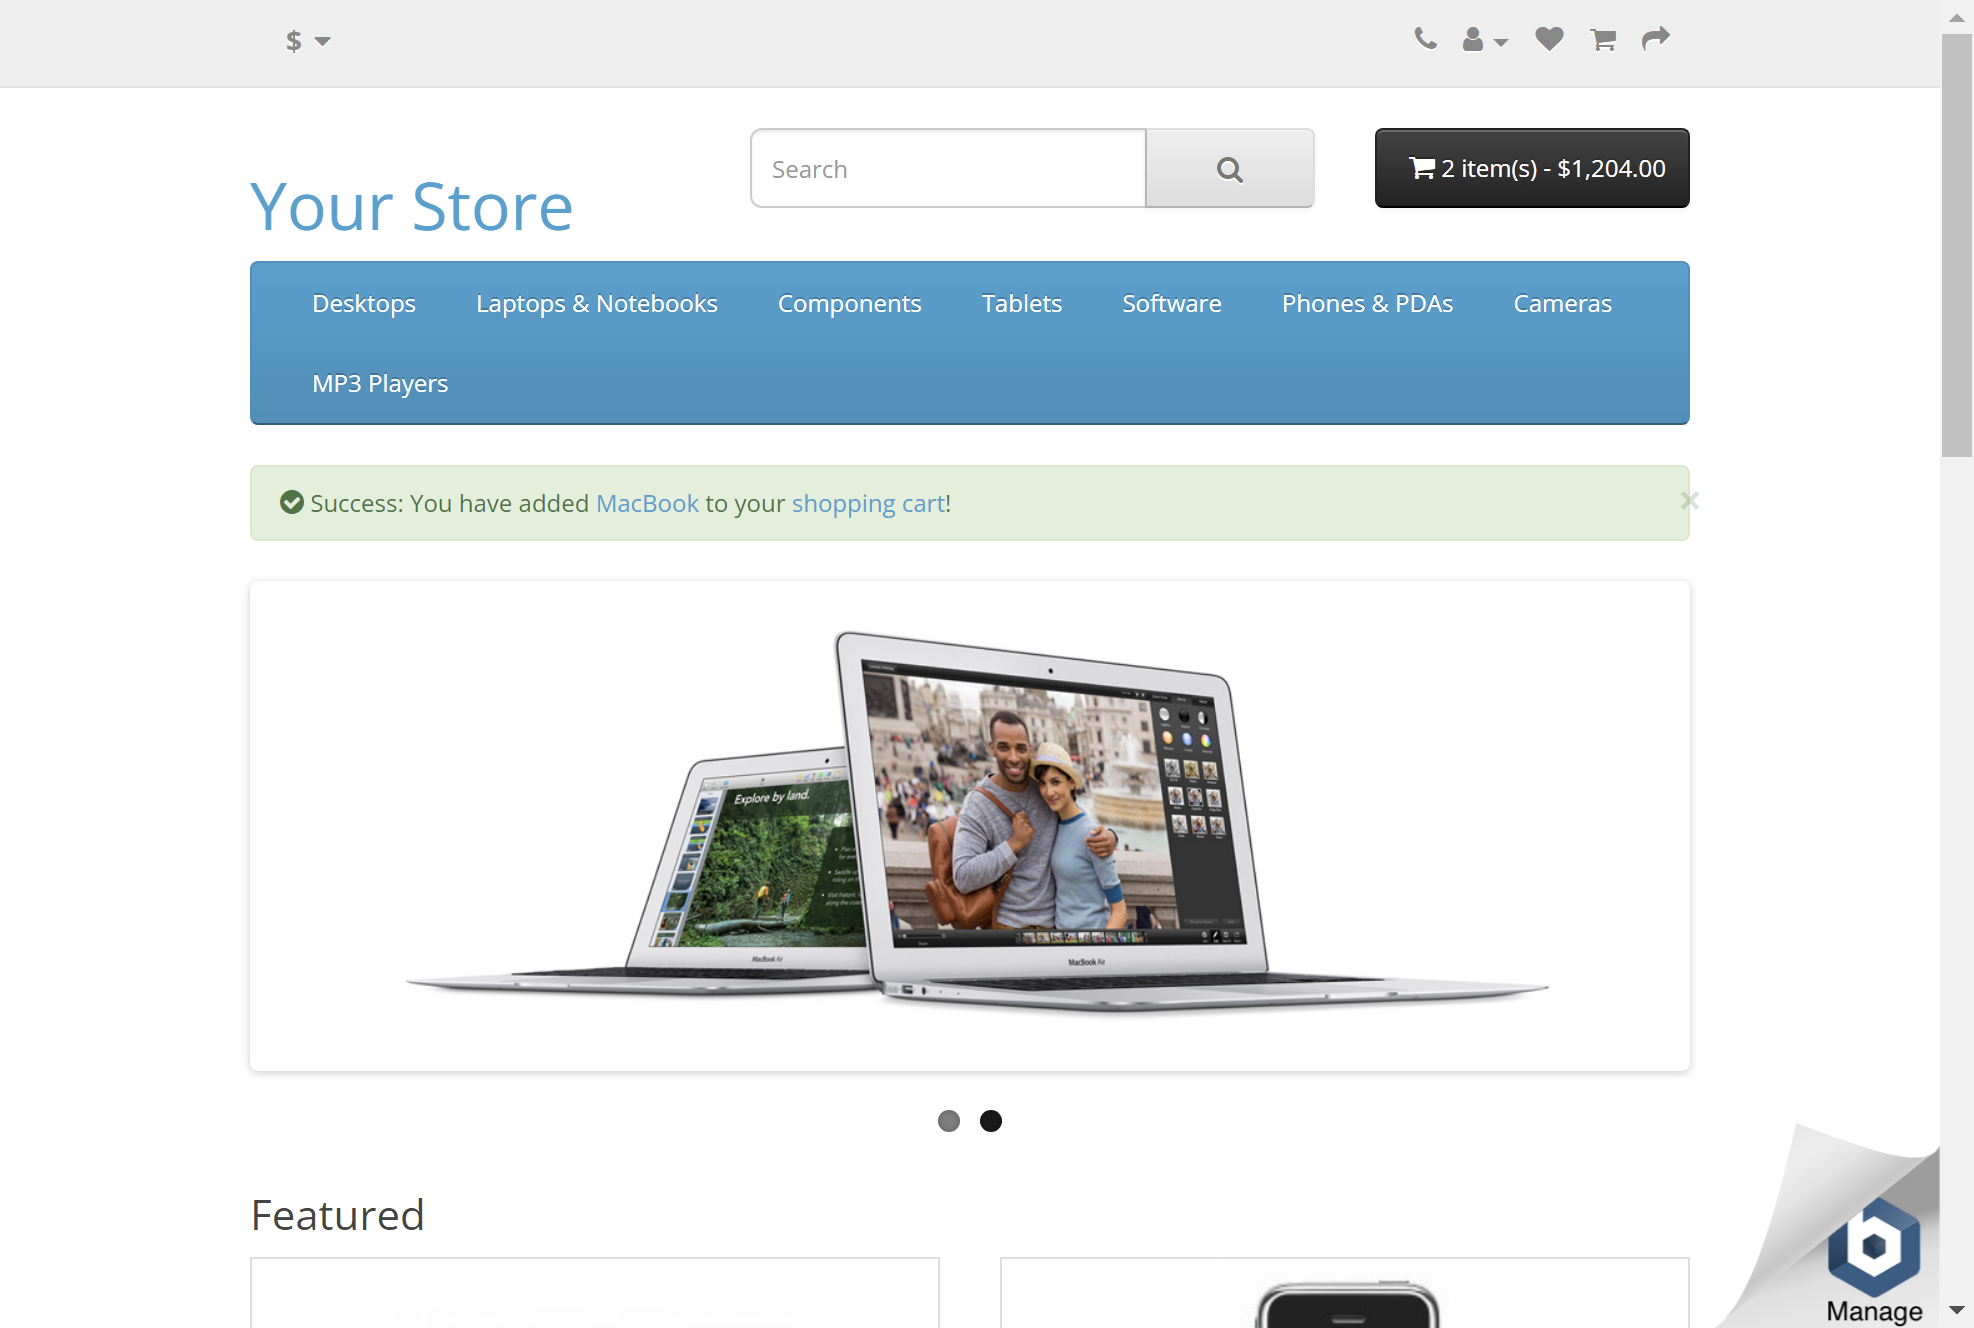 $
Search
2 item(s) - $1,204.00
Your Store
Desktops
Laptops & Notebooks
Components
Tablets
Software
Phones & PDAs
Cameras
MP3 Players
Success: You have added MacBook to your shopping cart!
×
Explore by land.
MacBook Air
MacBook Air
Featured
b
Manage